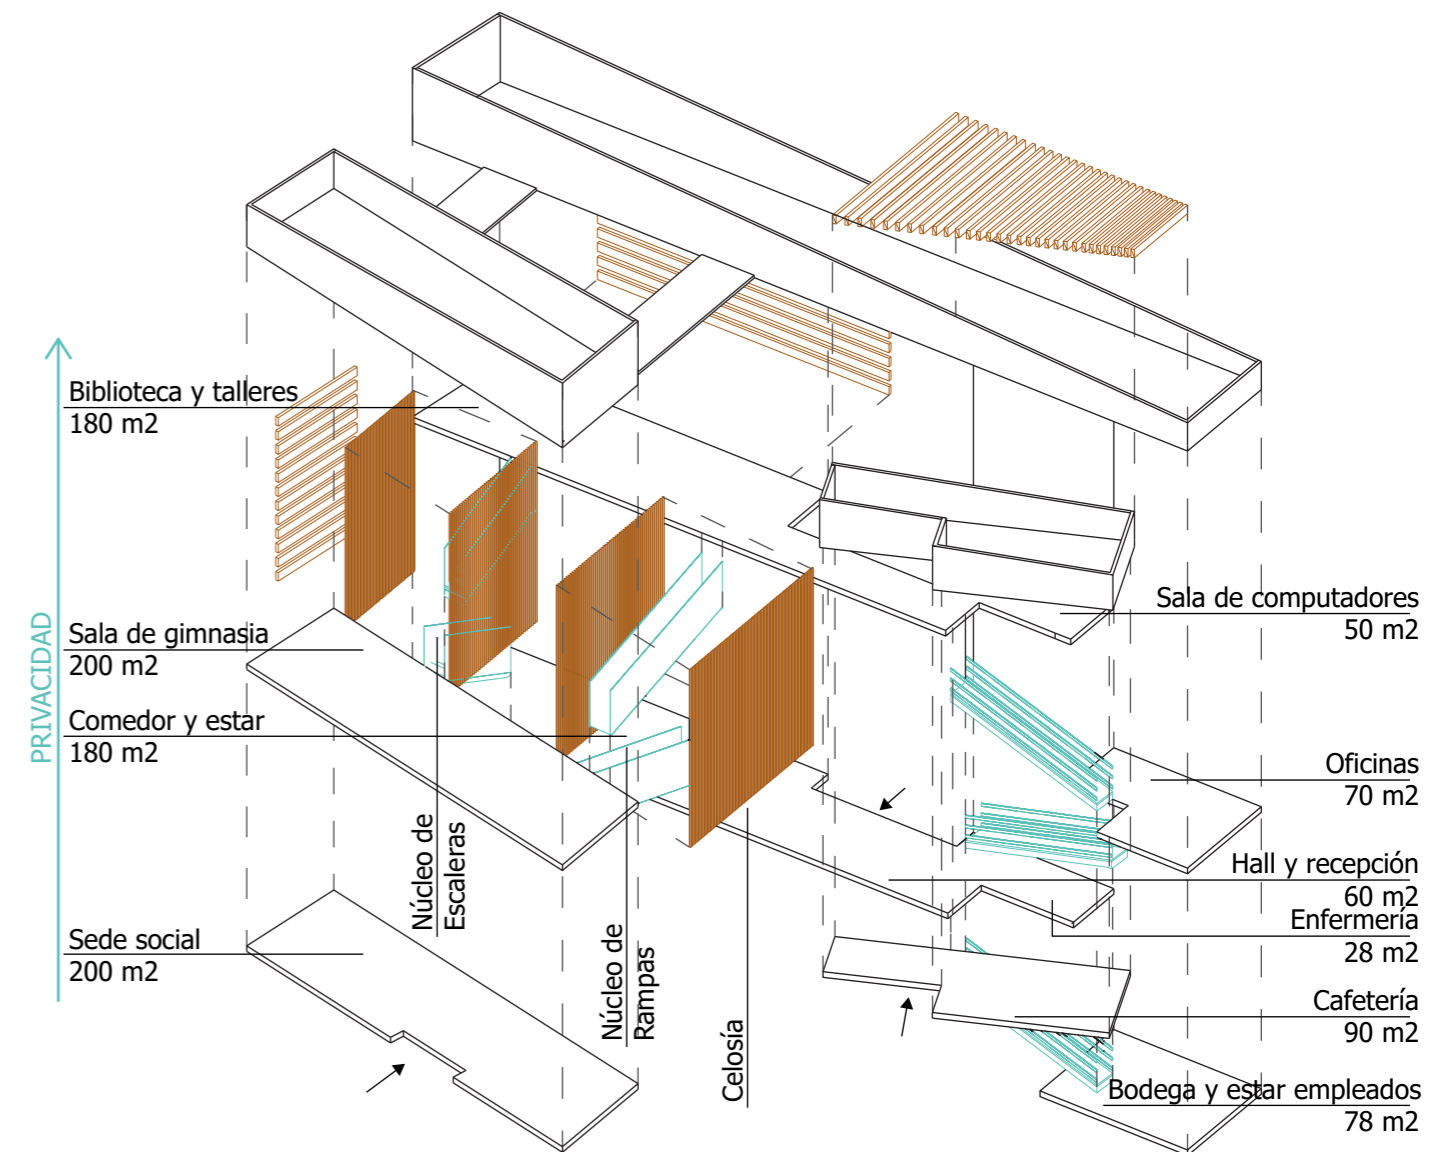 Biblioteca y talleres
180 m2
Sala de gimnasia
200 m2
Comedor y estar
180 m2
Sede social
200 m2
PRIVACIDAD
Núcleo de
Escaleras
Núcleo de
Rampas
Celosía
Sala de computadores
50 m2
Oficinas
70 m2
Hall y recepción
60 m2
Enfermería
28 m2
Cafetería
90 m2
Bodega y estar empleados
78 m2